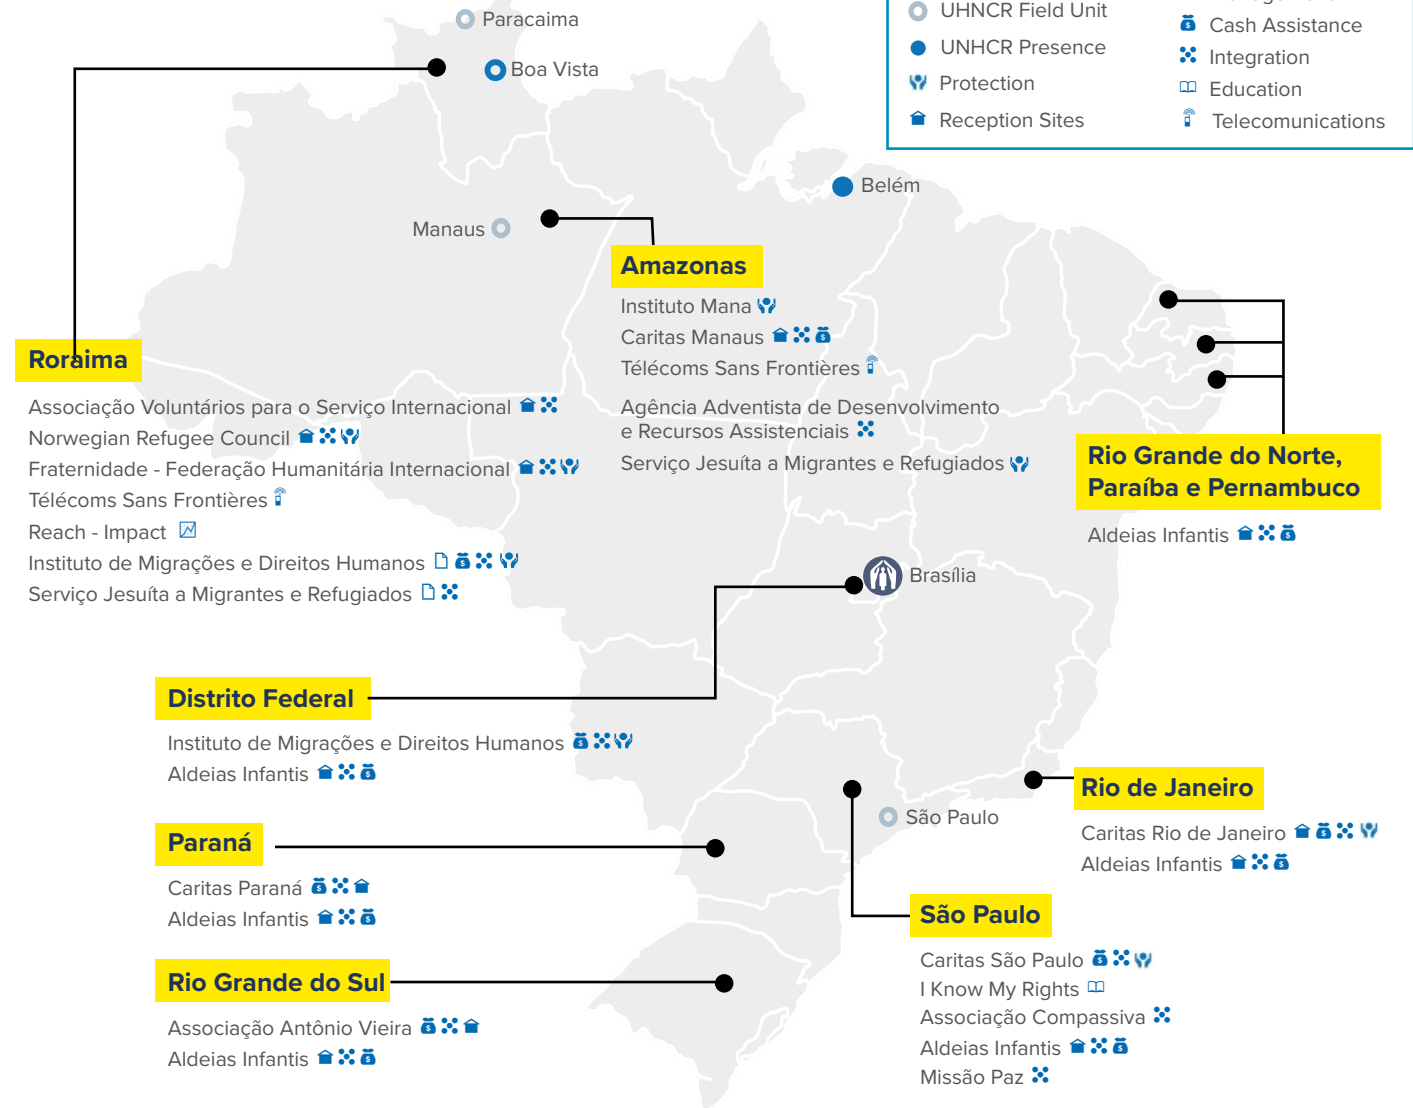 Paracaima
Boa Vista
UHNCR Field Unit
UNHCR Presence
Protection
Reception Sites
Cash Assistance
Integration
Education
Telecomunications
Belém
Manaus
Amazonas
Instituto Mana
Caritas Manaus
Télécoms Sans Frontières
Agência Adventista de Desenvolvimento
e Recursos Assistenciais
Serviço Jesuíta a Migrantes e Refugiados
Roraima
Associação Voluntários para o Serviço Internacional
Norwegian Refugee Council
Fraternidade - Federação Humanitária Internacional
Télécoms Sans Frontières
Reach - Impact
Instituto de Migrações e Direitos Humanos
Serviço Jesuíta a Migrantes e Refugiados
Rio Grande do Norte,
Paraíba e Pernambuco
Aldeias Infantis
Brasília
Distrito Federal
Instituto de Migrações e Direitos Humanos
Aldeias Infantis
Paraná
Caritas Paraná
Aldeias Infantis
Rio Grande do Sul
Associação Antônio Vieira
Aldeias Infantis
Rio de Janeiro
Caritas Rio de Janeiro
Aldeias Infantis
São Paulo
São Paulo
Caritas São Paulo
I Know My Rights
Associação Compassiva
Aldeias Infantis
Missão Paz